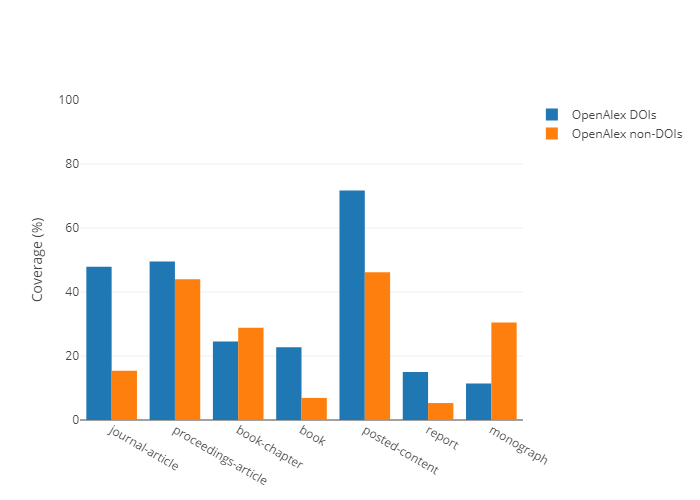 100
80
60
40
20
0
Coverage (%)
journal-article
proceedings-article
book-chapter
book
posted-content
report
monograph
OpenAlex DOIs
OpenAlex non-DOIs